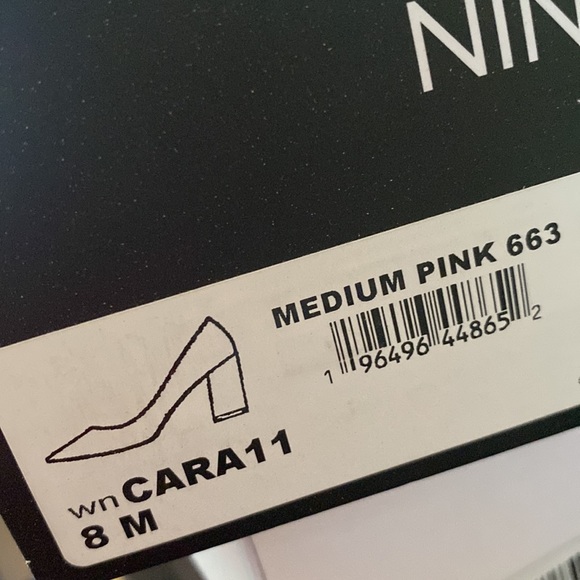 NIN
MEDIUM PINK 663
1 96496 44865 2
wnCARA11
8 M